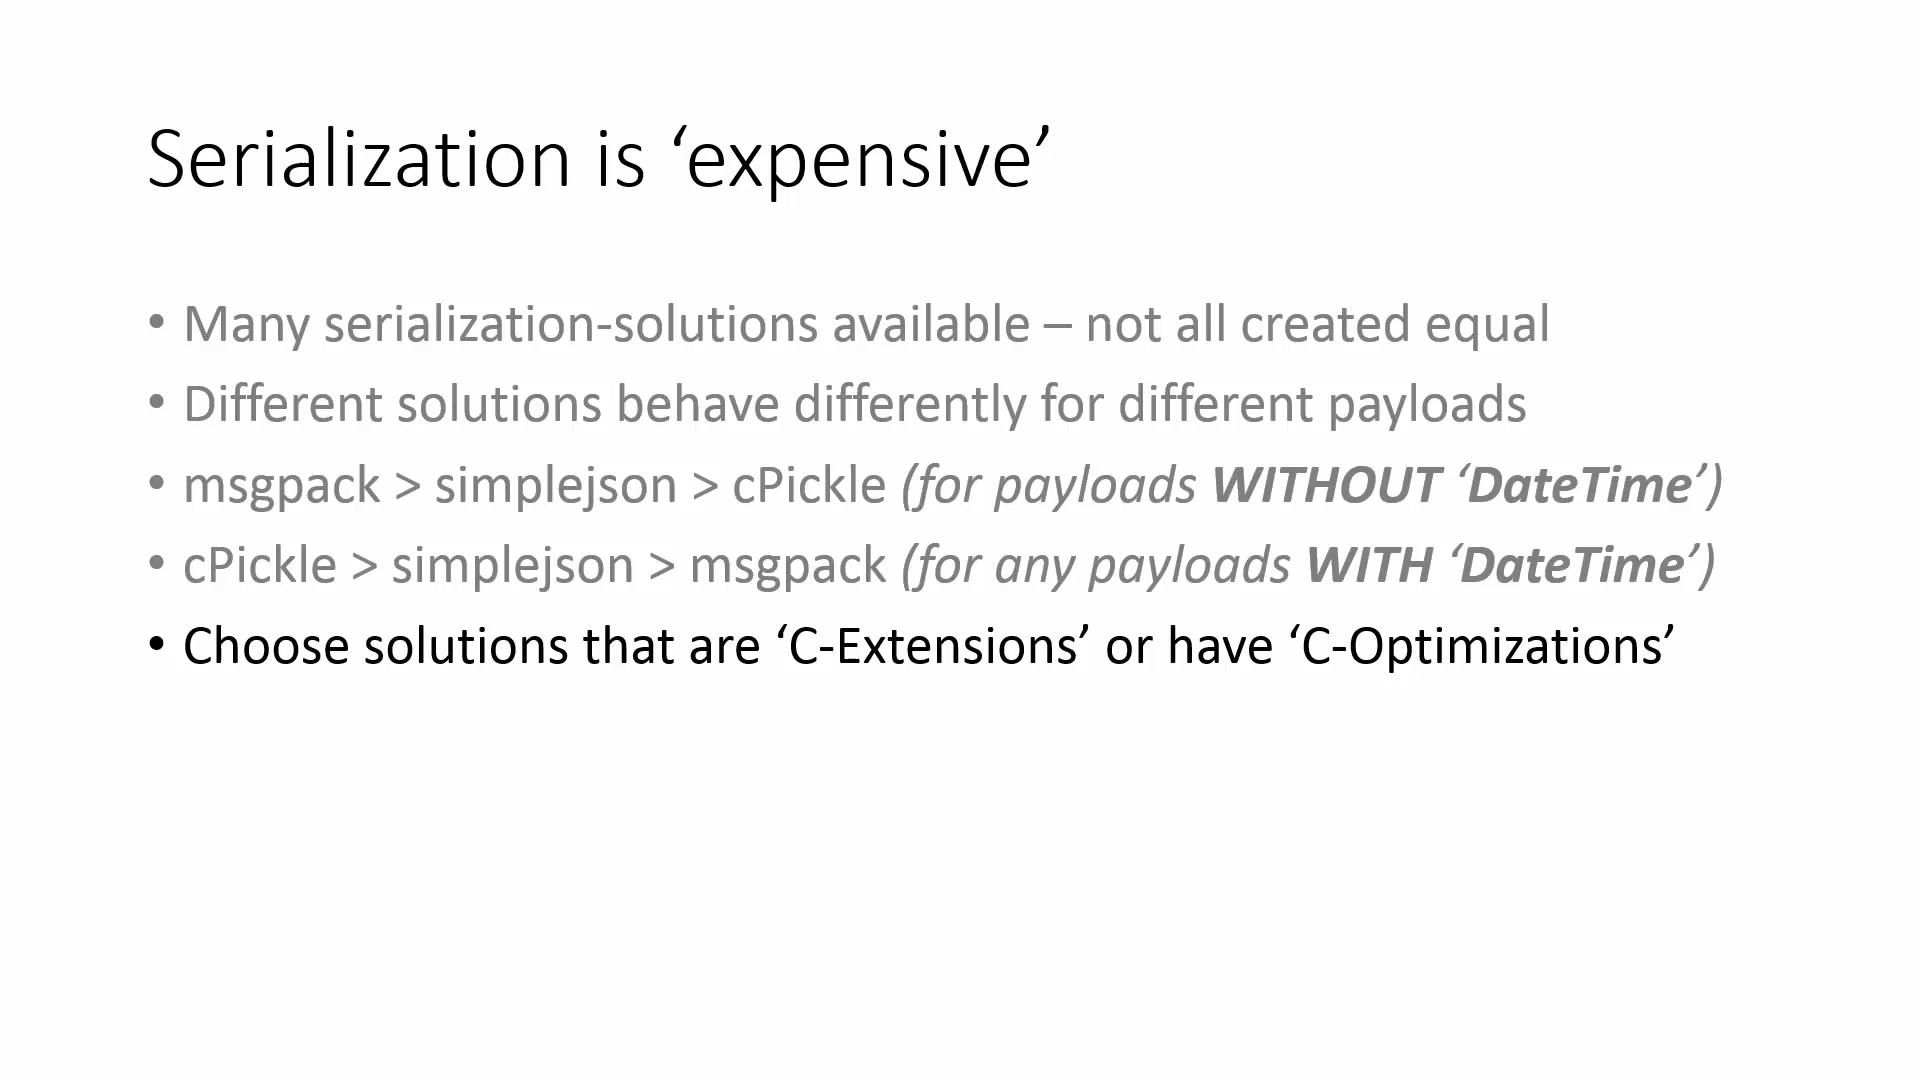 Serialization is ‘expensive’
• Many serialization-solutions available – not all created equal
• Different solutions behave differently for different payloads
• msgpack > simplejson > cPickle (for payloads WITHOUT ‘DateTime’)
• cPickle > simplejson > msgpack (for any payloads WITH ‘DateTime’)
• Choose solutions that are ‘C-Extensions’ or have ‘C-Optimizations’